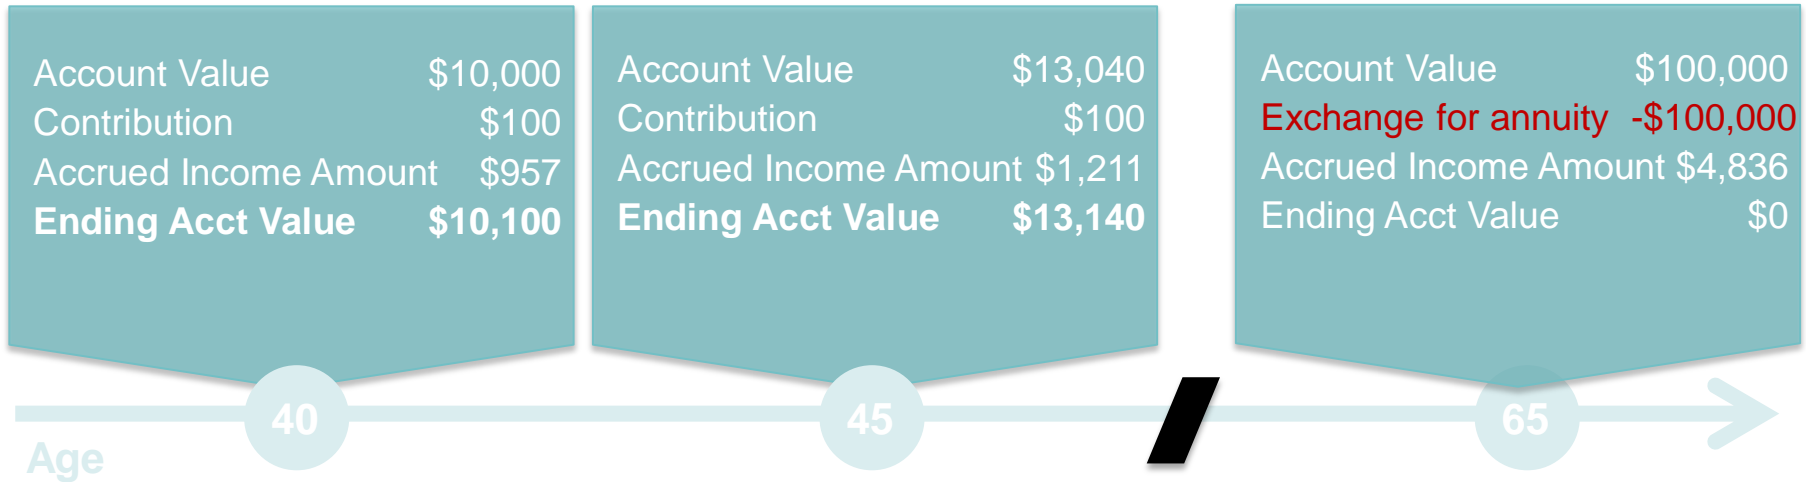 Account Value $10,000
Contribution $100
Accrued Income Amount $957
Ending Acct Value $10,100
Account Value $13,040
Contribution $100
Accrued Income Amount $1,211
Ending Acct Value $13,140
Account Value $100,000
Exchange for annuity -$100,000
Accrued Income Amount $4,836
Ending Acct Value $0
40
45
65
Age